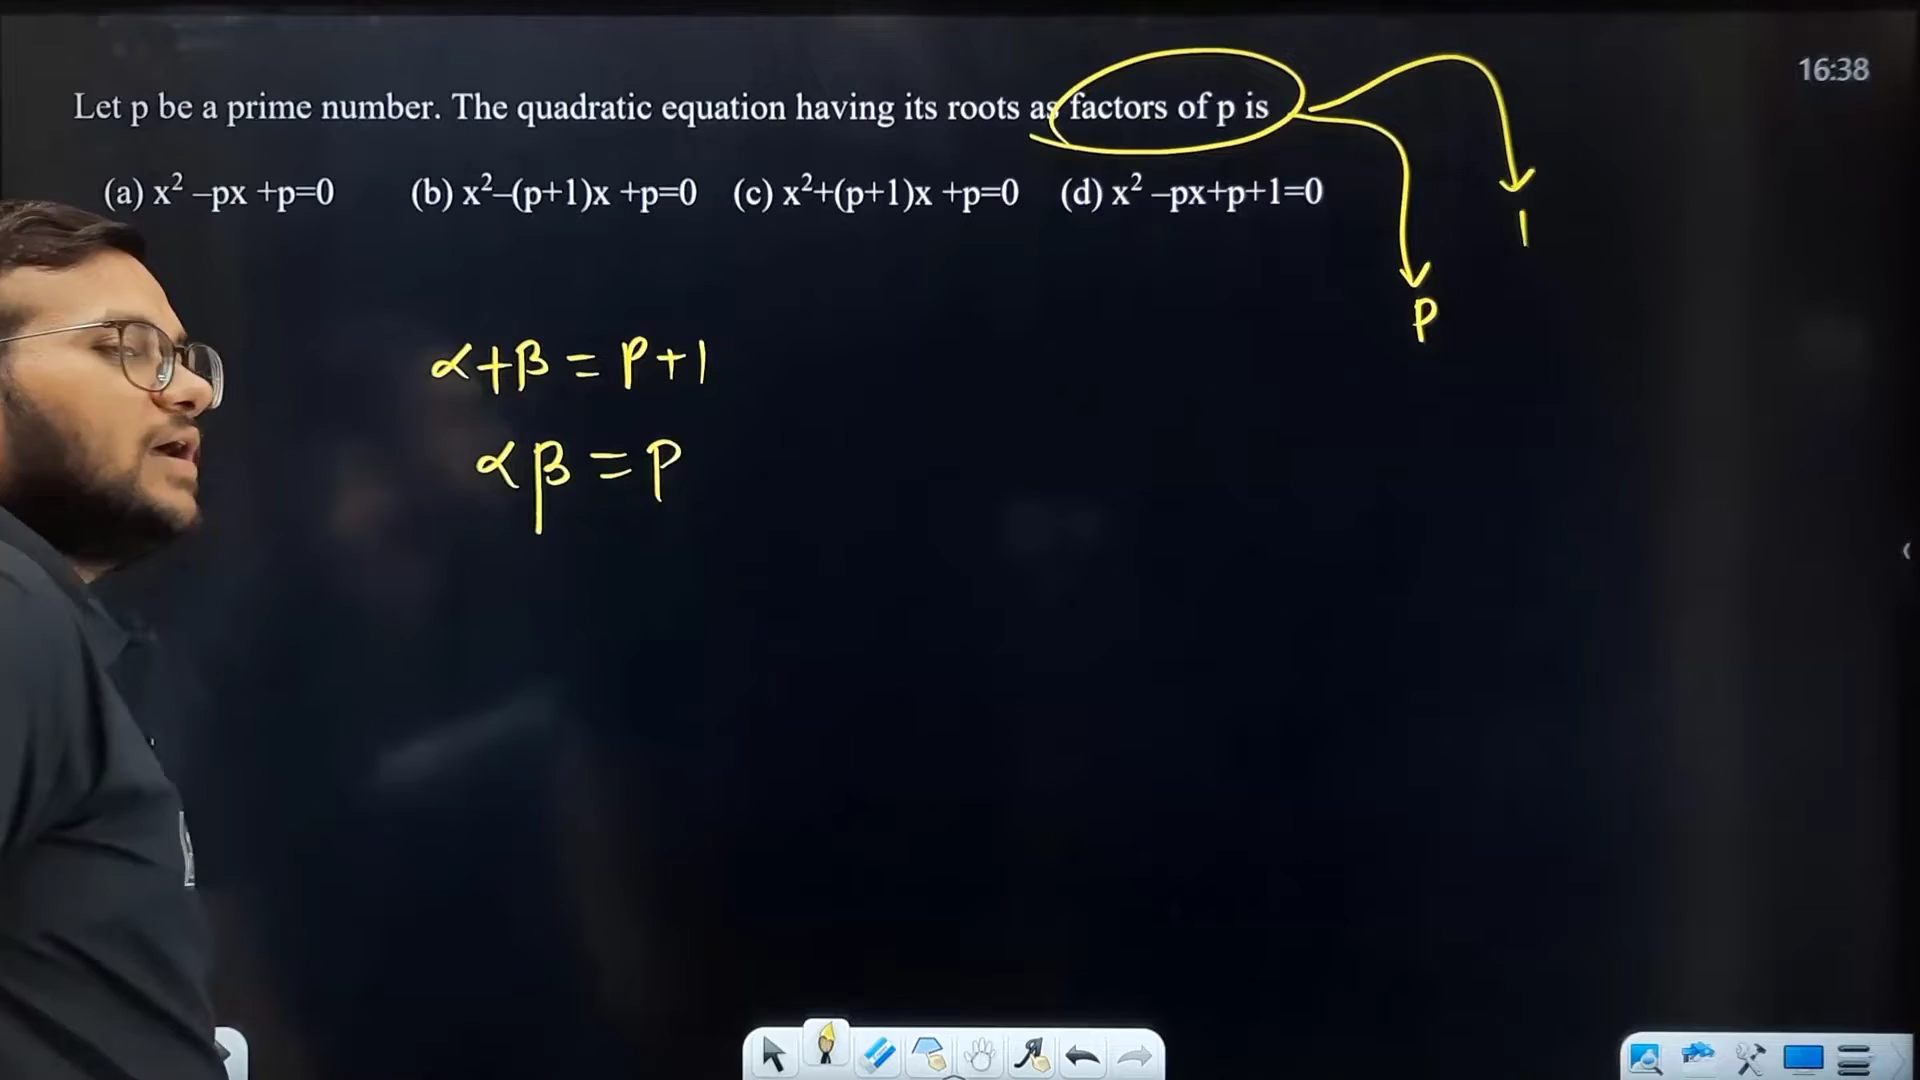 16:38
Let p be a prime number. The quadratic equation having its roots as factors of p is
(a) x² –px +p=0 (b) x²–(p+1)x +p=0 (c) x²+(p+1)x +p=0 (d) x² –px+p+1=0
1
P
α+β = P+1
αβ = P